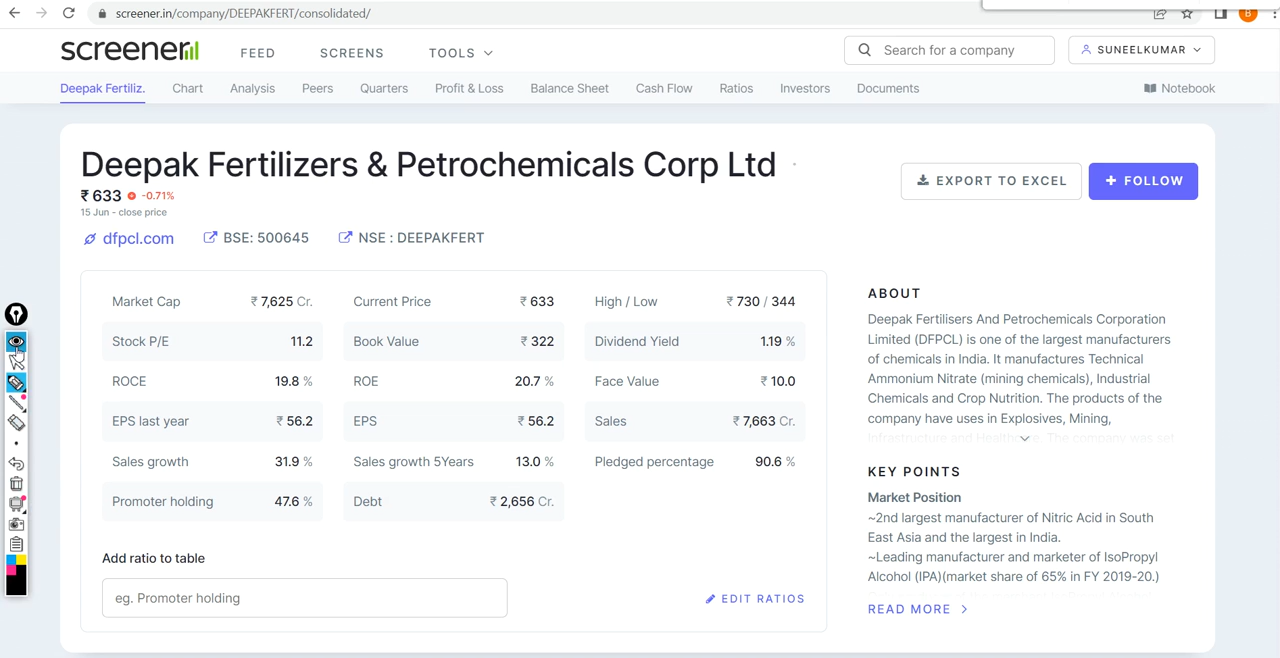 screener.in/company/DEEPAKFERT/consolidated/
B
screener
FEED
SCREENS
TOOLS
Search for a company
SUNEELKUMAR
Deepak Fertiliz.
Chart
Analysis
Peers
Quarters
Profit & Loss
Balance Sheet
Cash Flow
Ratios
Investors
Documents
Notebook
Deepak Fertilizers & Petrochemicals Corp Ltd
₹ 633 -0.71%
15 Jun - close price
EXPORT TO EXCEL
FOLLOW
dfpcl.com
BSE: 500645
NSE : DEEPAKFERT
Market Cap ₹ 7,625 Cr.
Current Price ₹ 633
High / Low ₹ 730 / 344
Stock P/E 11.2
Book Value ₹ 322
Dividend Yield 1.19 %
ROCE 19.8 %
ROE 20.7 %
Face Value ₹ 10.0
EPS last year ₹ 56.2
EPS ₹ 56.2
Sales ₹ 7,663 Cr.
Sales growth 31.9 %
Sales growth 5Years 13.0 %
Pledged percentage 90.6 %
Promoter holding 47.6 %
Debt ₹ 2,656 Cr.
Add ratio to table
eg. Promoter holding
EDIT RATIOS
ABOUT
Deepak Fertilisers And Petrochemicals Corporation
Limited (DFPCL) is one of the largest manufacturers
of chemicals in India. It manufactures Technical
Ammonium Nitrate (mining chemicals), Industrial
Chemicals and Crop Nutrition. The products of the
company have uses in Explosives, Mining,
Infrastructure and Healthcare. The company was set
KEY POINTS
Market Position
~2nd largest manufacturer of Nitric Acid in South
East Asia and the largest in India.
~Leading manufacturer and marketer of IsoPropyl
Alcohol (IPA)(market share of 65% in FY 2019-20.)
READ MORE